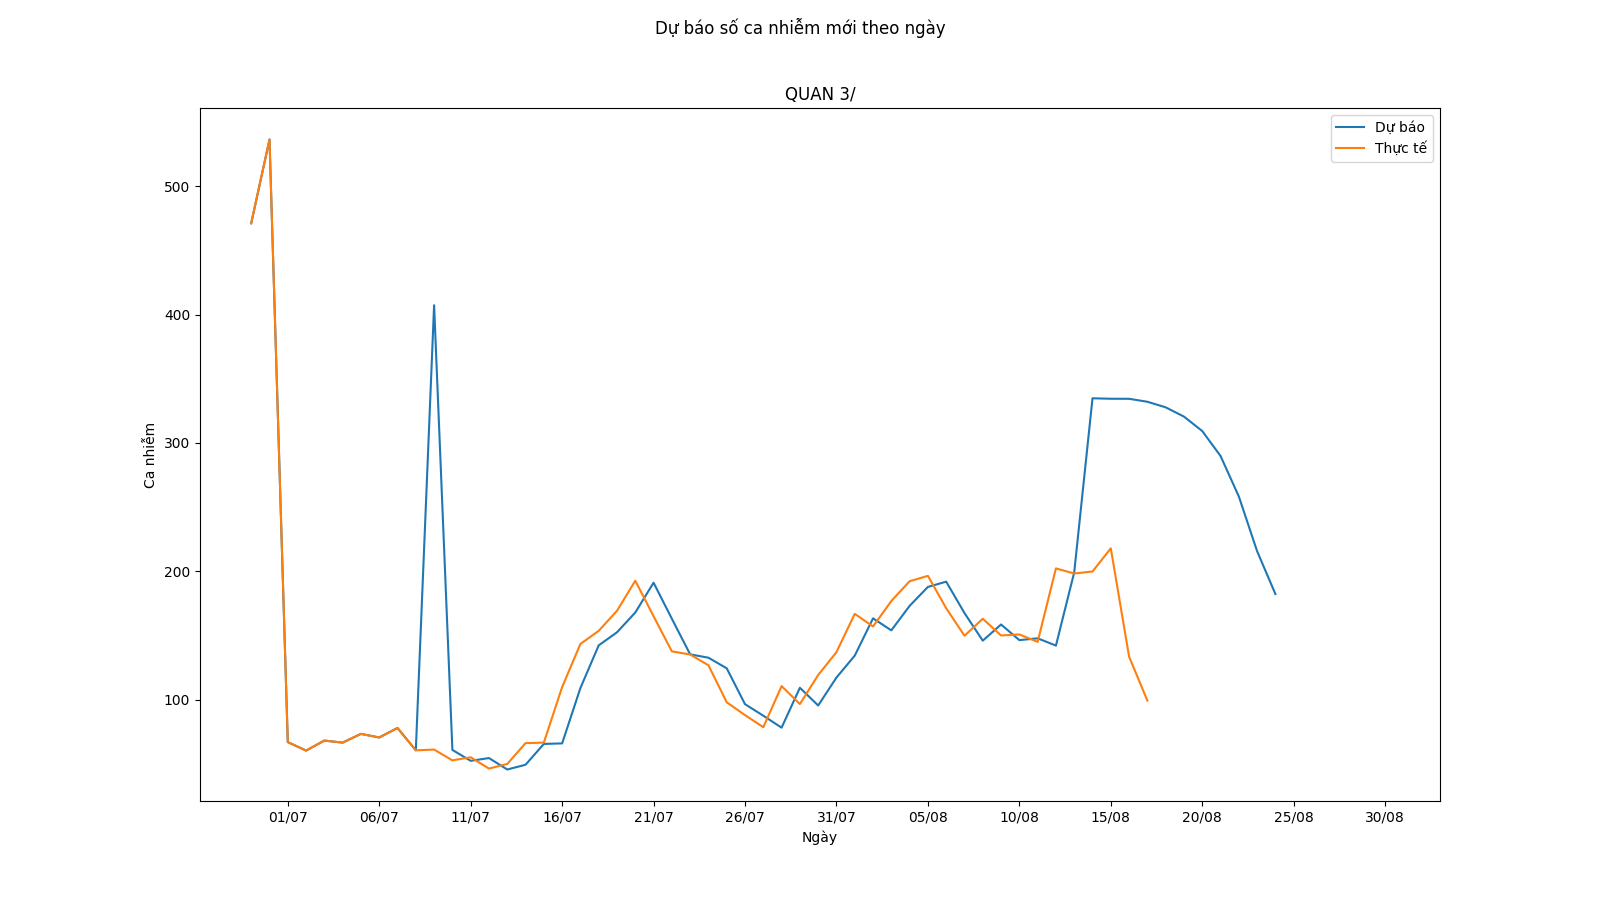 Dự báo số ca nhiễm mới theo ngày
QUAN 3/
Dự báo
Thực tế
500
400
300
200
100
Ca nhiễm
01/07 06/07 11/07 16/07 21/07 26/07 31/07 05/08 10/08 15/08 20/08 25/08 30/08
Ngày